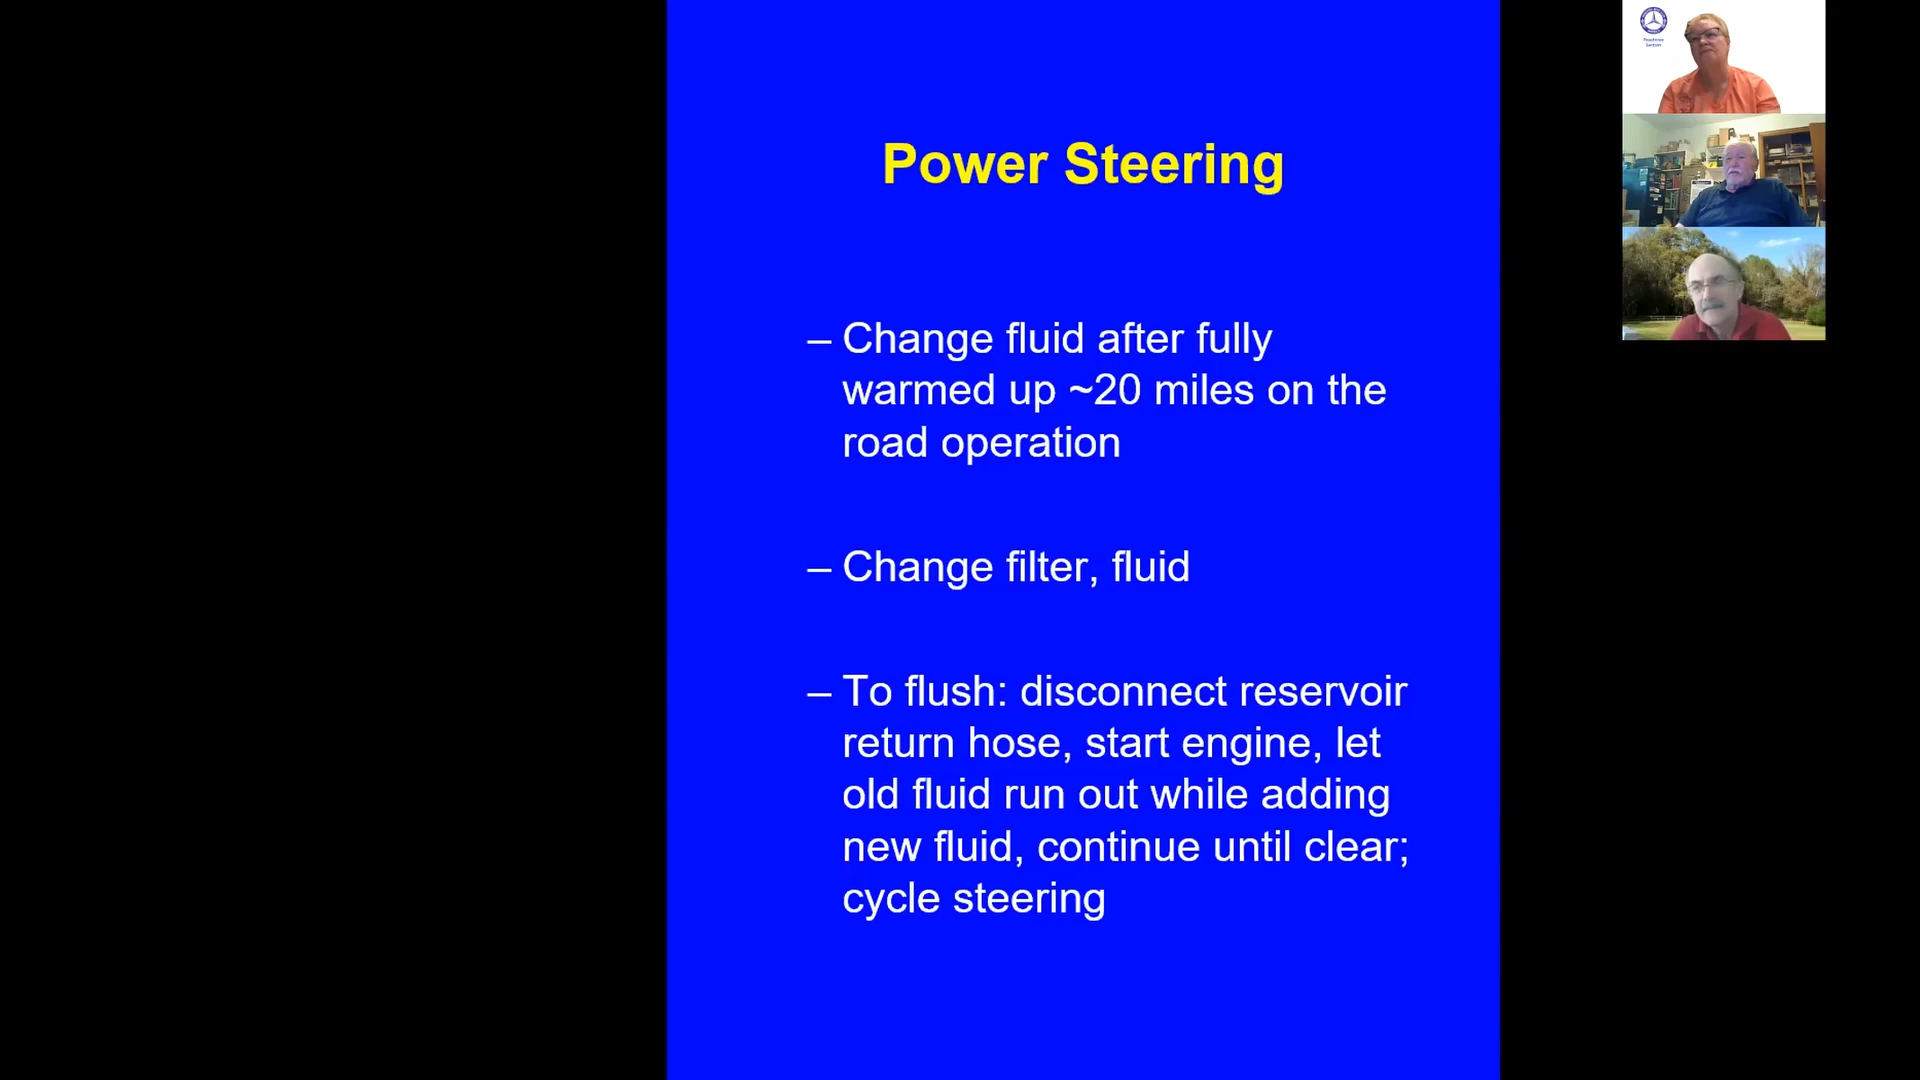 Power Steering
– Change fluid after fully
warmed up ~20 miles on the
road operation
– Change filter, fluid
– To flush: disconnect reservoir
return hose, start engine, let
old fluid run out while adding
new fluid, continue until clear;
cycle steering
Peachtree
Section